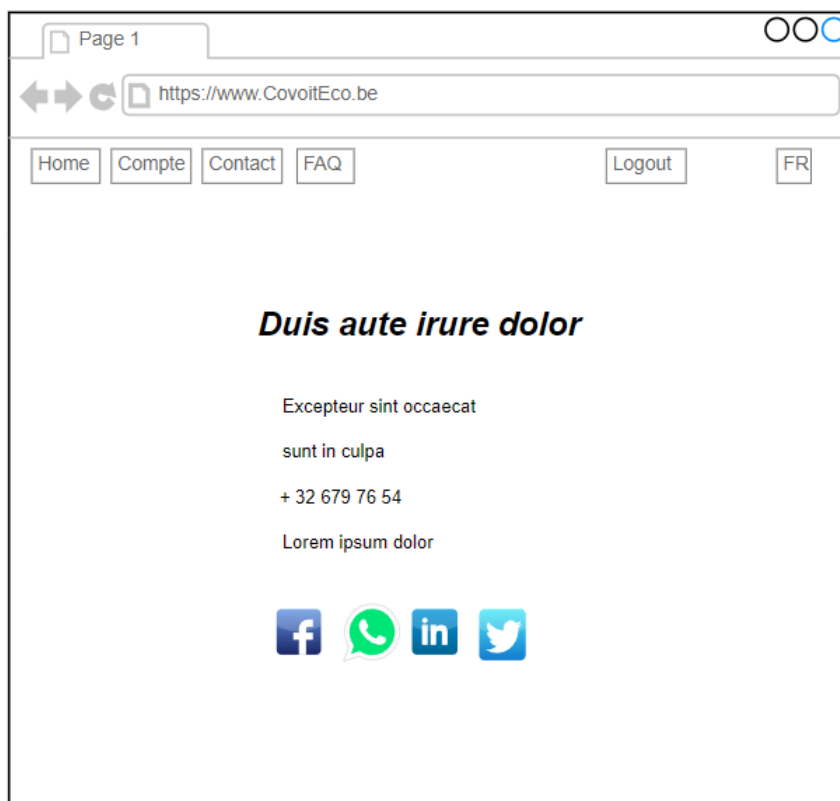 Page 1
https://www.CovoitEco.be
Home Compte Contact FAQ Logout FR
Duis aute irure dolor
Excepteur sint occaecat
sunt in culpa
+ 32 679 76 54
Lorem ipsum dolor
f in